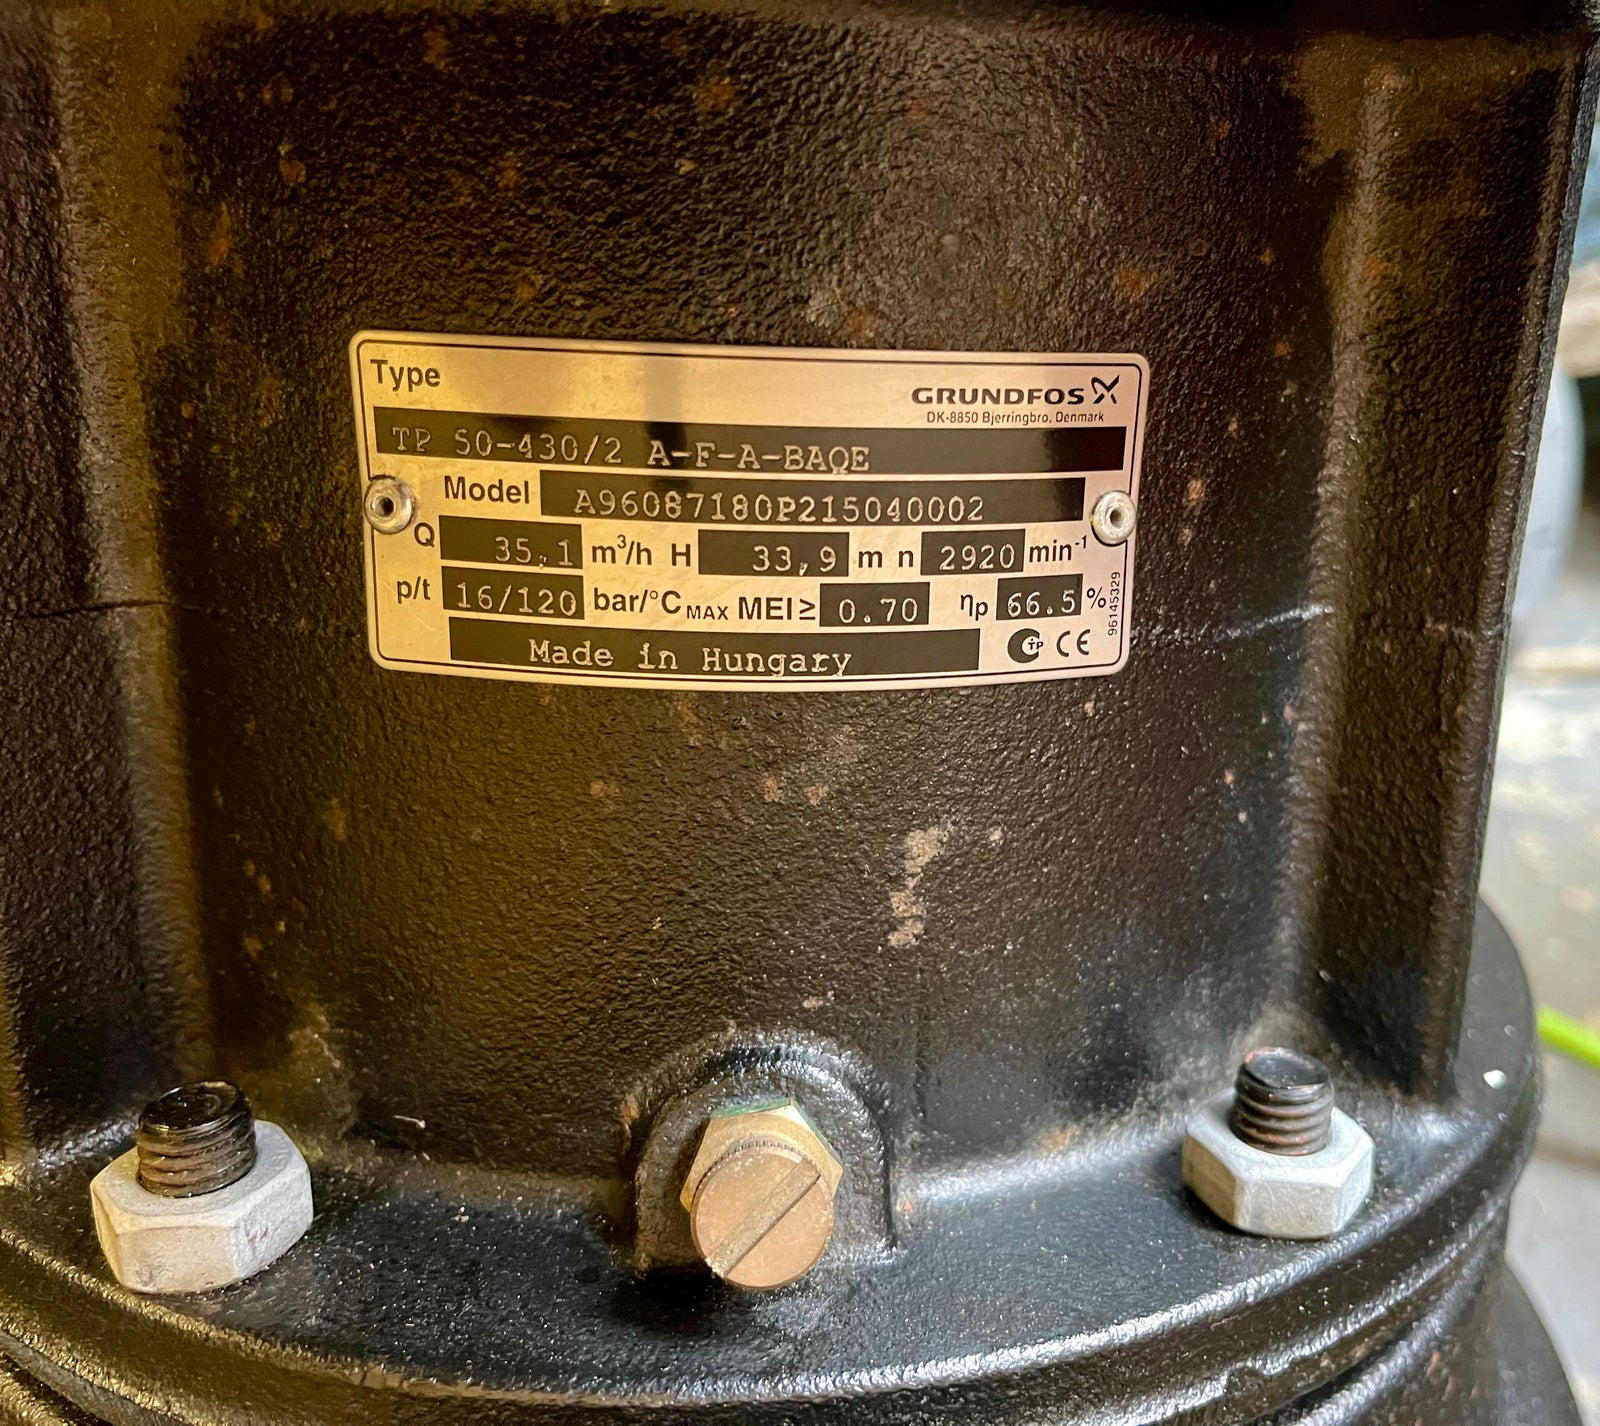 Type
GRUNDFOS
DK-8850 Bjerringbro, Denmark
TP 50-430/2 A-F-A-BAQE
Model A96087180P215040002
Q 35,1 m³/h H 33,9 m n 2920 min⁻¹
p/t 16/120 bar/°C MAX MEI≥ 0.70 ηp 66.5 %
96145329
Made in Hungary
CTP CE